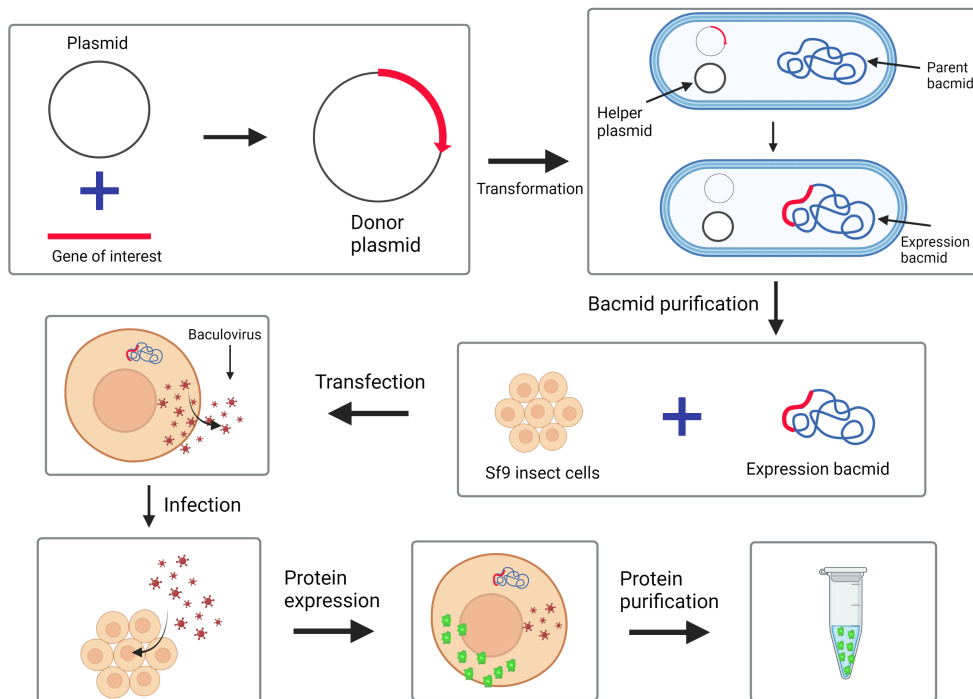 Plasmid
Gene of interest
Donor
plasmid
Transformation
Helper
plasmid
Parent
bacmid
Expression
bacmid
Bacmid purification
Sf9 insect cells
Expression bacmid
Transfection
Baculovirus
Infection
Protein
expression
Protein
purification